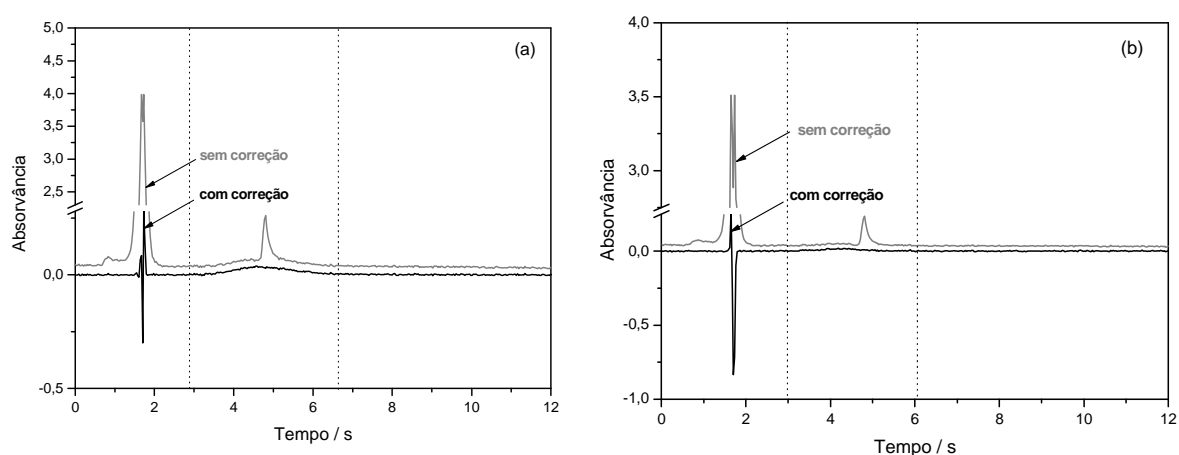 5,0
4,5
4,0
3,5
3,0
2,5
0,0
-0,5
Absorvância
(a)
sem correção
com correção
0 2 4 6 8 10 12
Tempo / s
4,0
3,5
3,0
0,0
-0,5
-1,0
Absorvância
(b)
sem correção
com correção
0 2 4 6 8 10 12
Tempo / s